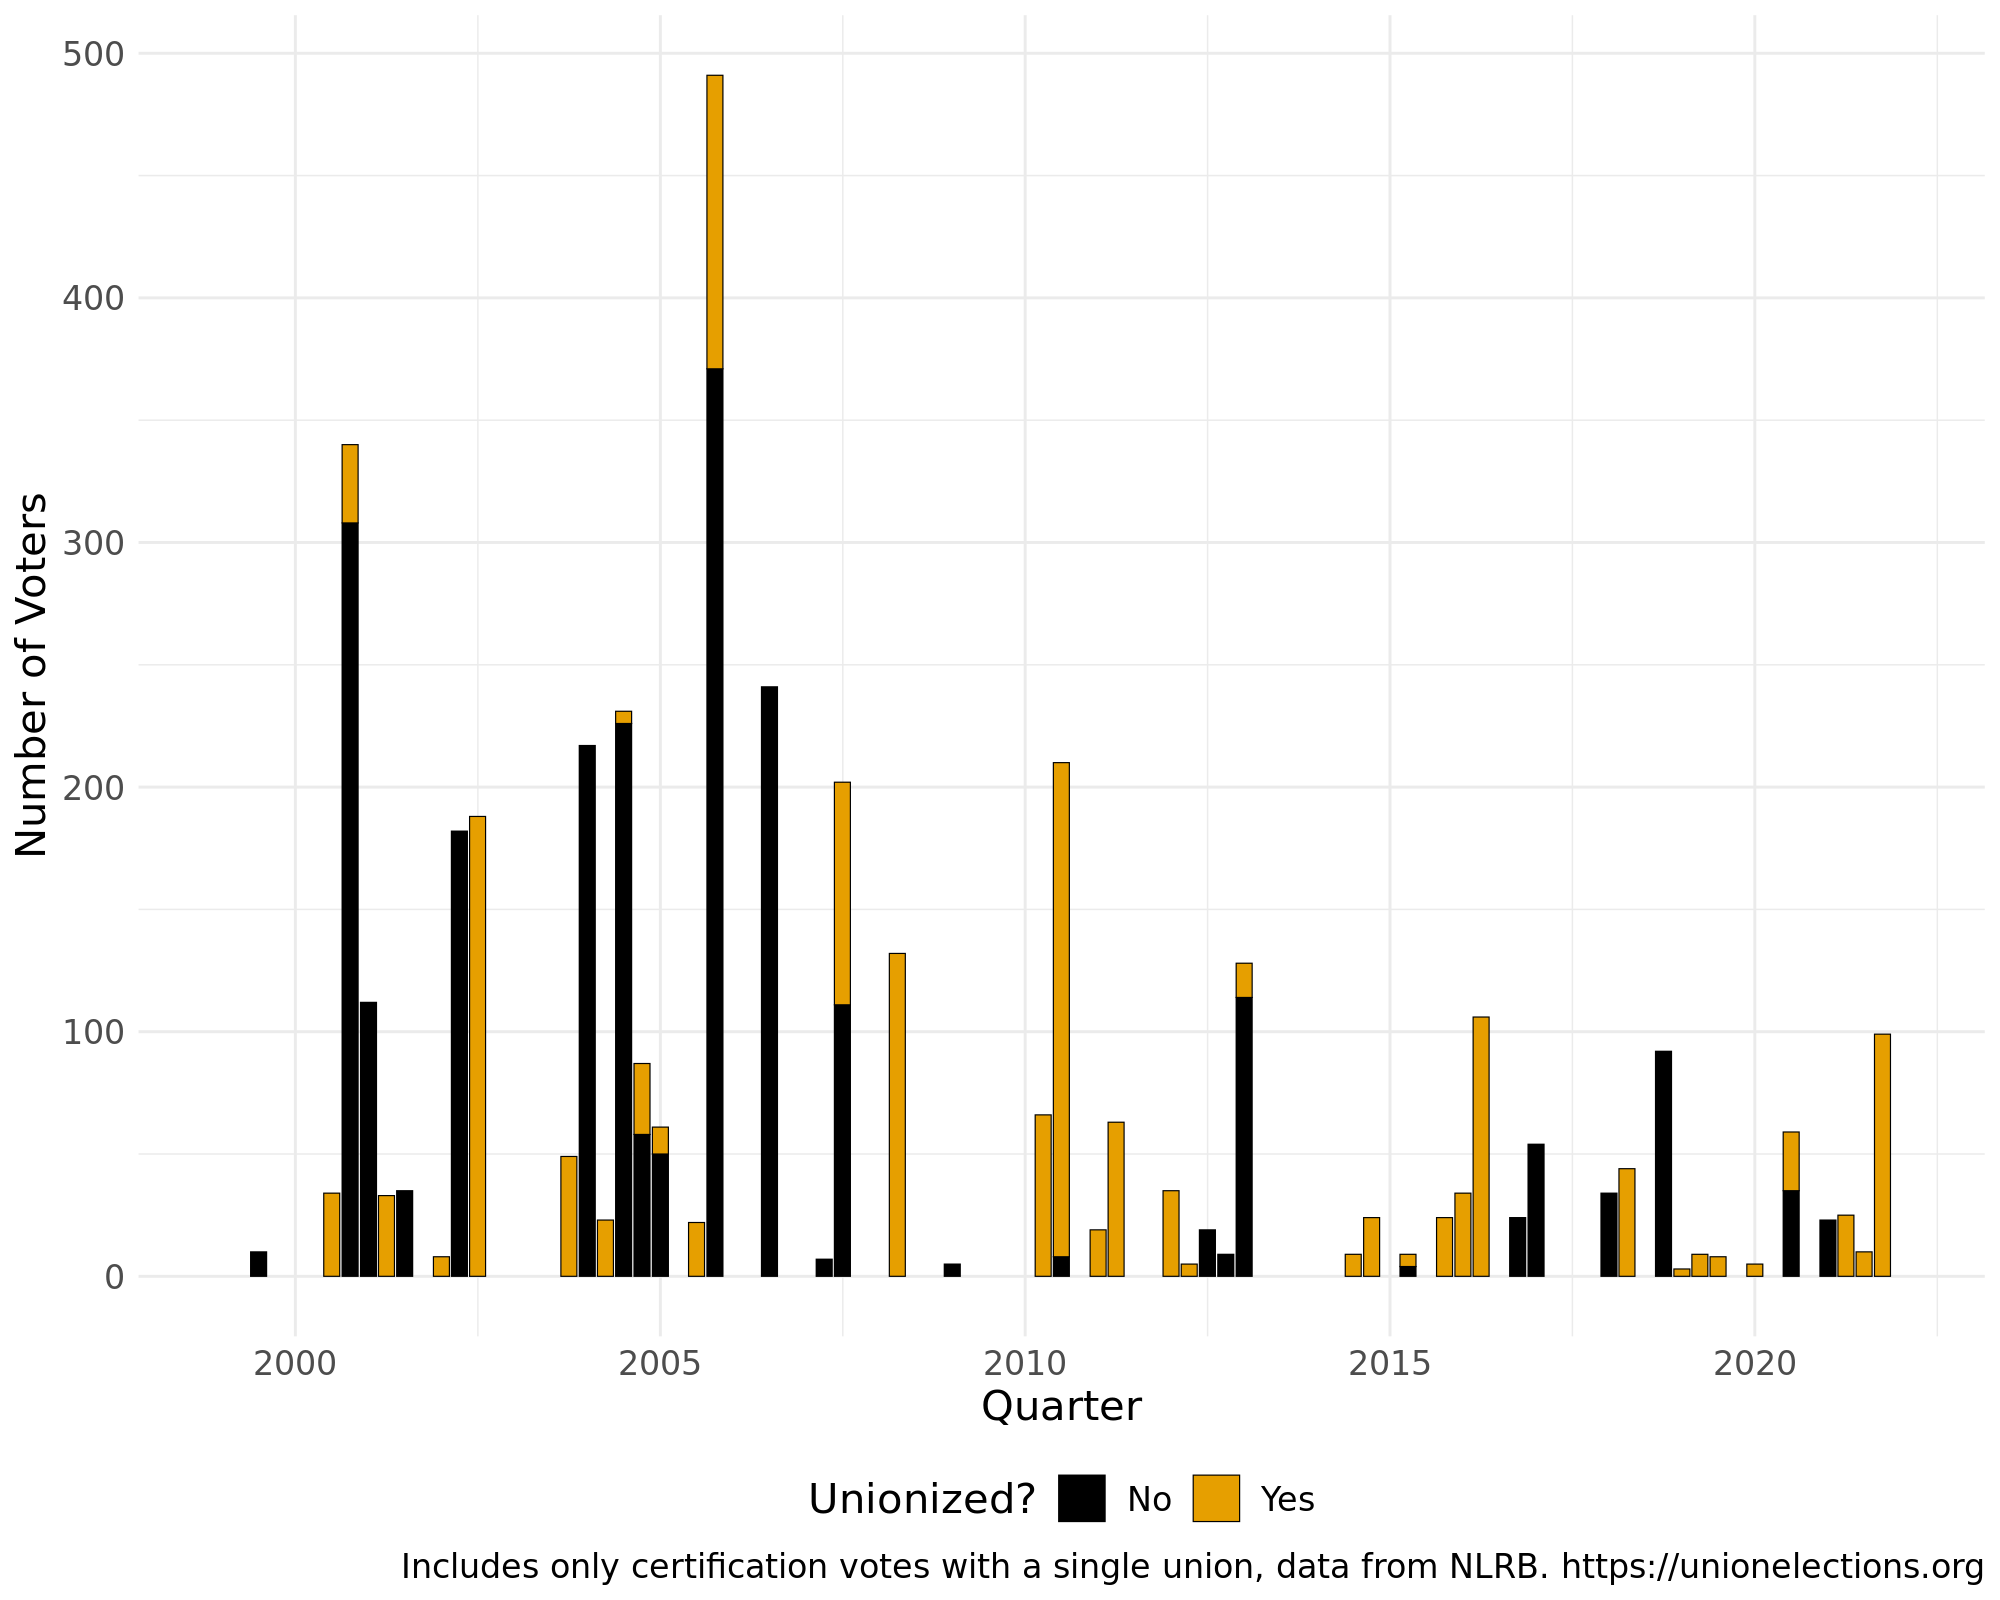 500
400
300
200
100
0
Number of Voters
2000 2005 2010 2015 2020
Quarter
Unionized? No Yes
Includes only certification votes with a single union, data from NLRB. https://unionelections.org